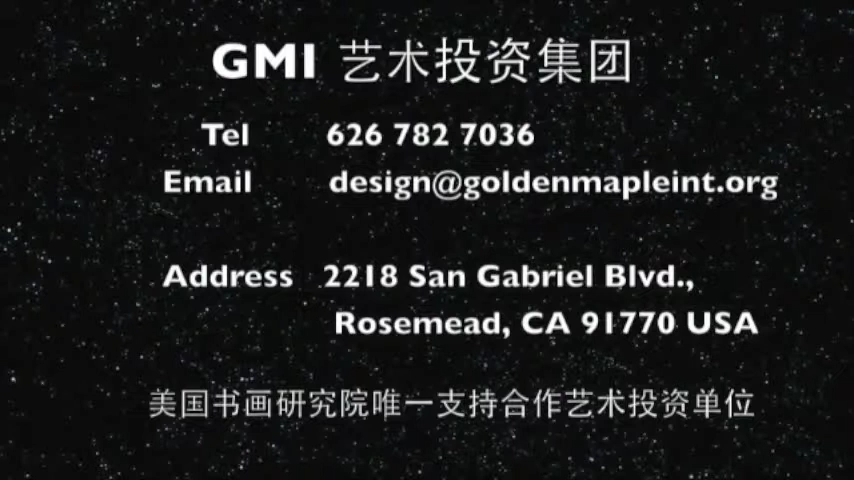 GMI 艺术投资集团
Tel 626 782 7036
Email design@goldenmapleint.org
Address 2218 San Gabriel Blvd.,
Rosemead, CA 91770 USA
美国书画研究院唯一支持合作艺术投资单位